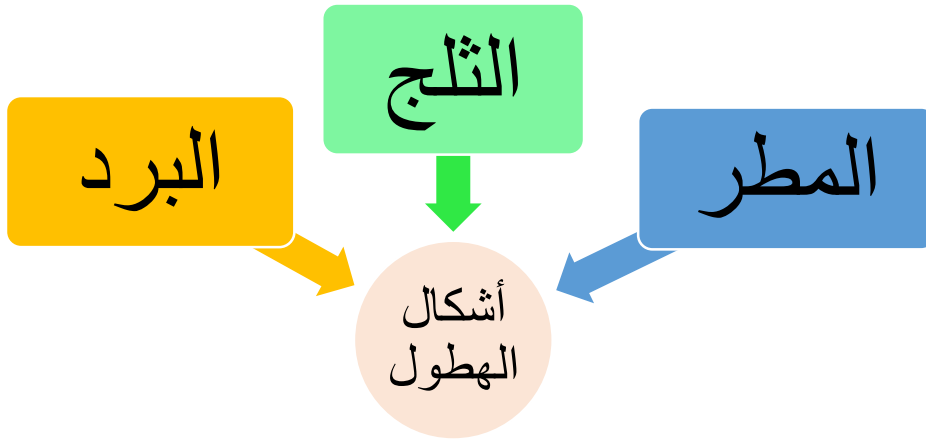 المطر
الثلج
البرد
أشكال
الهطول